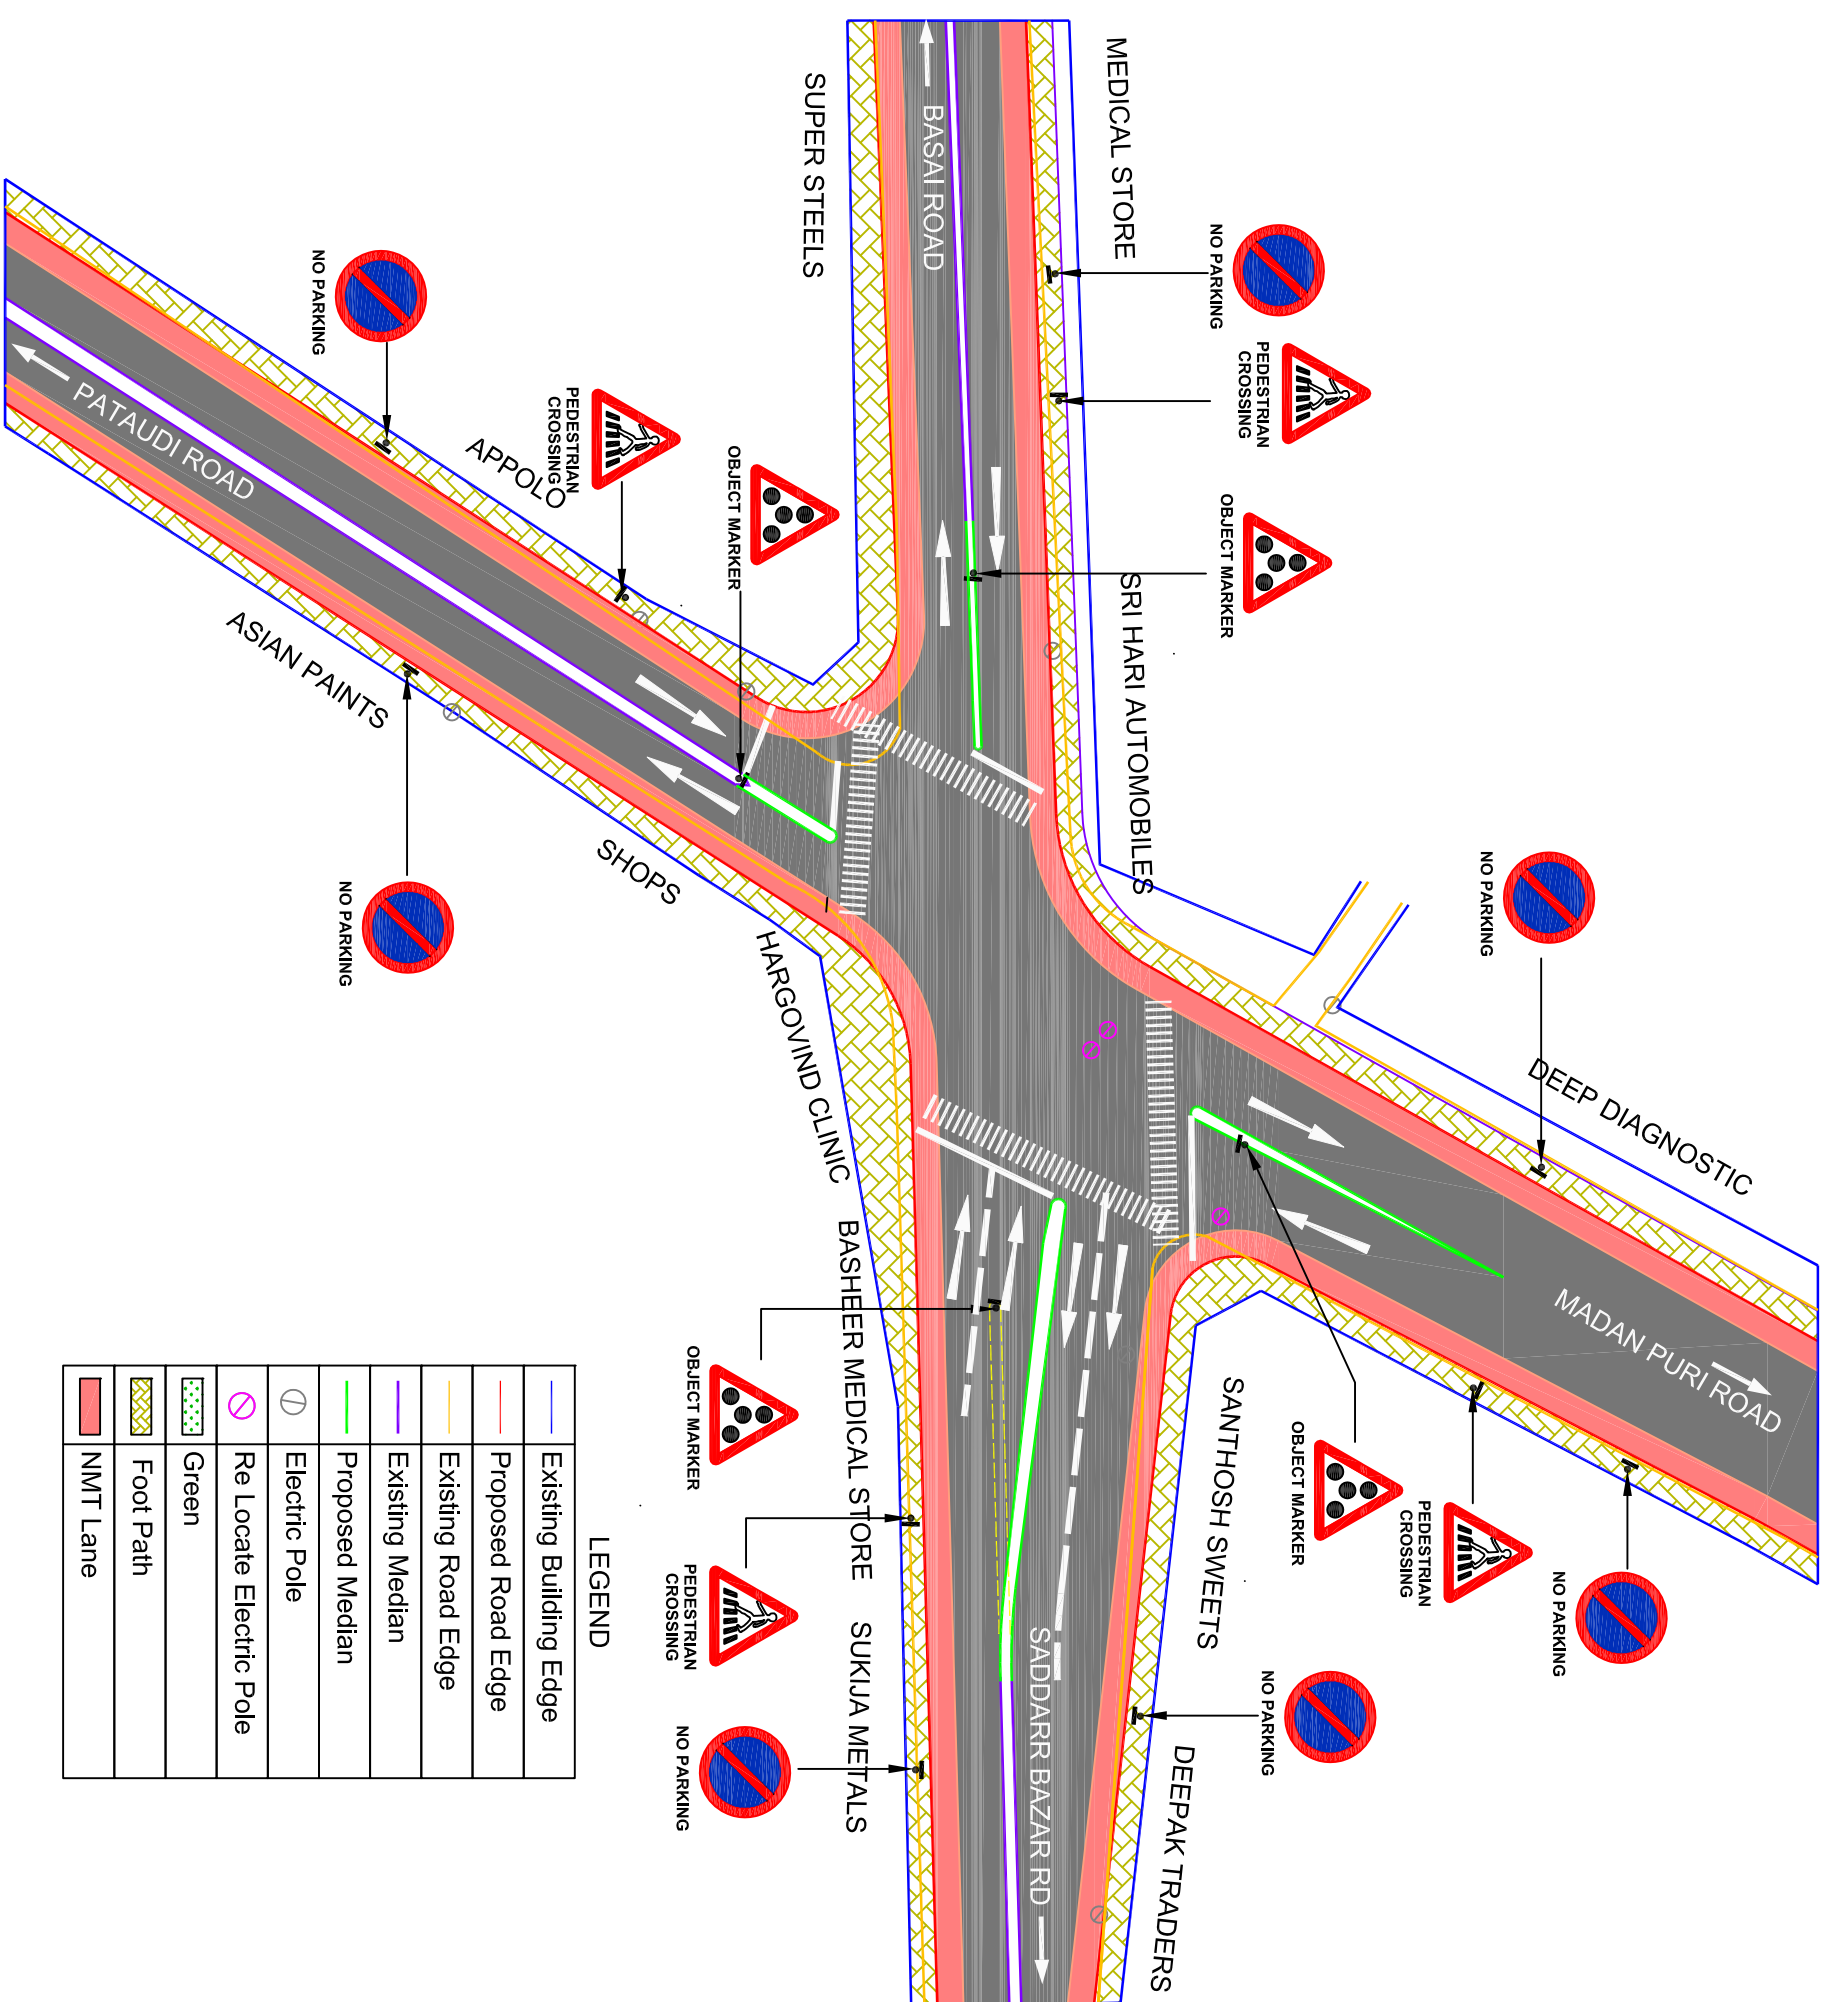 MEDICAL STORE
SUPER STEELS
BASAI ROAD
NO PARKING
PEDESTRIAN
CROSSING
OBJECT MARKER
SRI HARI AUTOMOBILES
NO PARKING
PEDESTRIAN
CROSSING
OBJECT MARKER
APPOLO
PATAUDI ROAD
ASIAN PAINTS
NO PARKING
SHOPS
HARGOVIND CLINIC
NO PARKING
DEEP DIAGNOSTIC
MADAN PURI ROAD
OBJECT MARKER
PEDESTRIAN
CROSSING
NO PARKING
SANTHOSH SWEETS
NO PARKING
DEEPAK TRADERS
BASHEER MEDICAL STORE
SUKIJA METALS
SADDARR BAZAR RD
OBJECT MARKER
PEDESTRIAN
CROSSING
NO PARKING
LEGEND
Existing Building Edge
Proposed Road Edge
Existing Road Edge
Existing Median
Proposed Median
Electric Pole
Re Locate Electric Pole
Green
Foot Path
NMT Lane